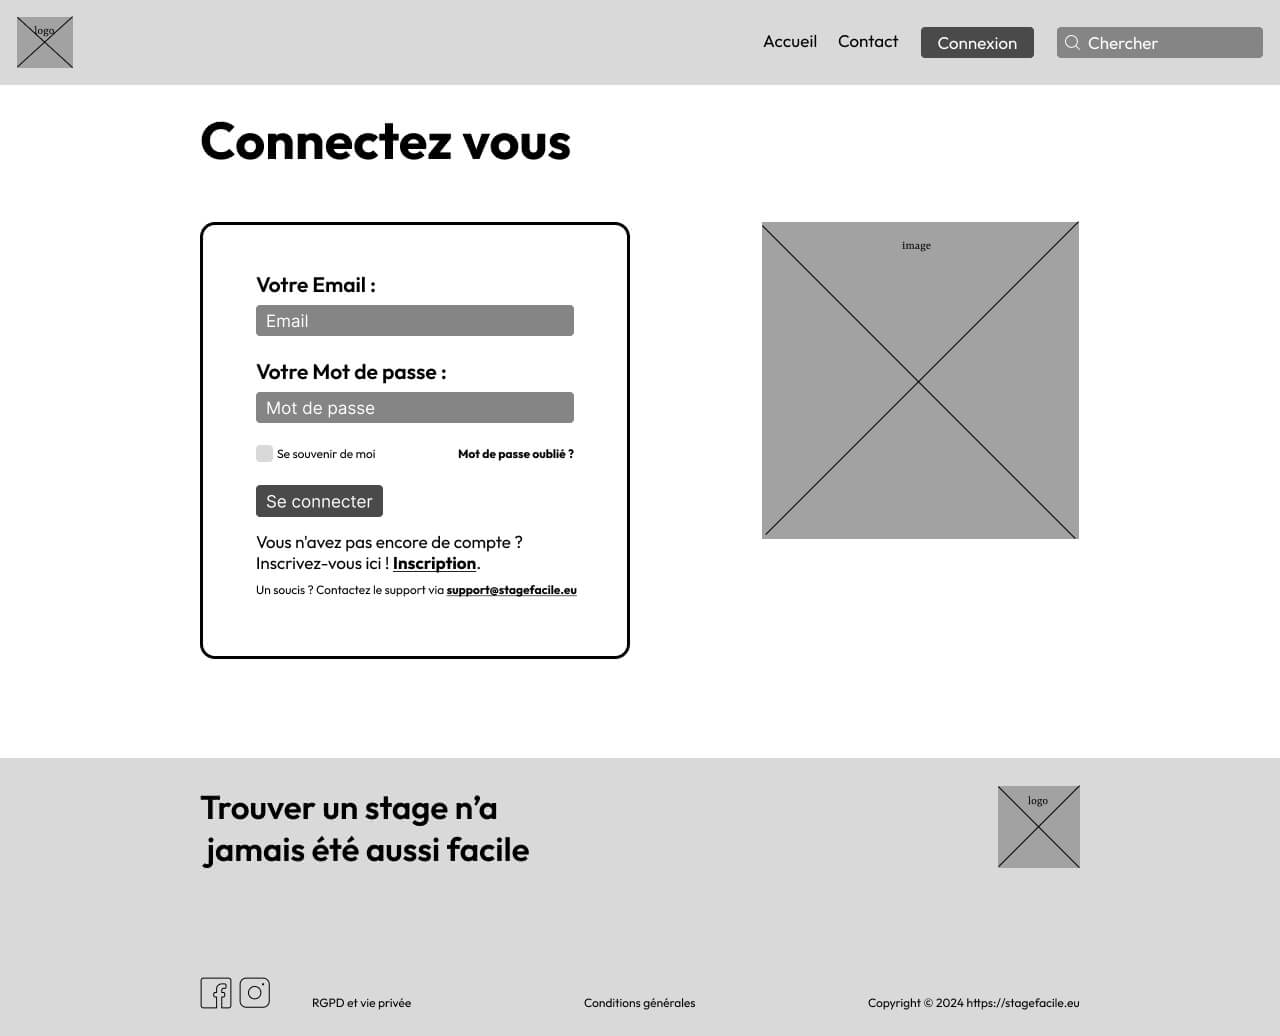 logo
Accueil
Contact
Connexion
Chercher
Connectez vous
image
Votre Email :
Email
Votre Mot de passe :
Mot de passe
Se souvenir de moi
Mot de passe oublié ?
Se connecter
Vous n'avez pas encore de compte ?
Inscrivez-vous ici ! Inscription.
Un soucis ? Contactez le support via support@stagefacile.eu
Trouver un stage n’a
jamais été aussi facile
logo
RGPD et vie privée
Conditions générales
Copyright © 2024 https://stagefacile.eu